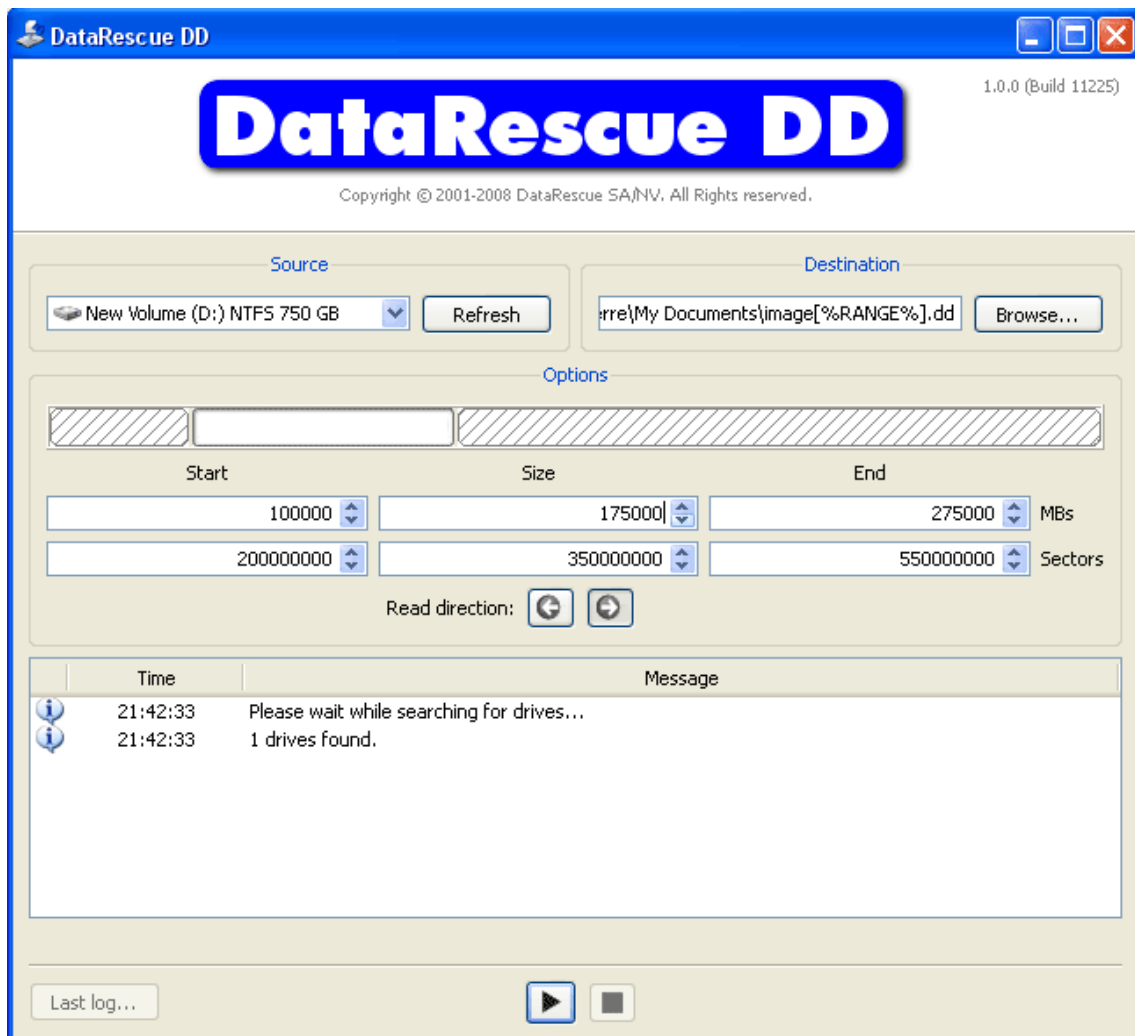 DataRescue DD
1.0.0 (Build 11225)
DataRescue DD
Copyright © 2001-2008 DataRescue SA/NV. All Rights reserved.
Source
Destination
New Volume (D:) NTFS 750 GB
Refresh
rre\My Documents\image[%RANGE%].dd
Browse...
Options
Start Size End
100000 175000 275000 MBs
200000000 350000000 550000000 Sectors
Read direction:
Time Message
21:42:33 Please wait while searching for drives...
21:42:33 1 drives found.
Last log...